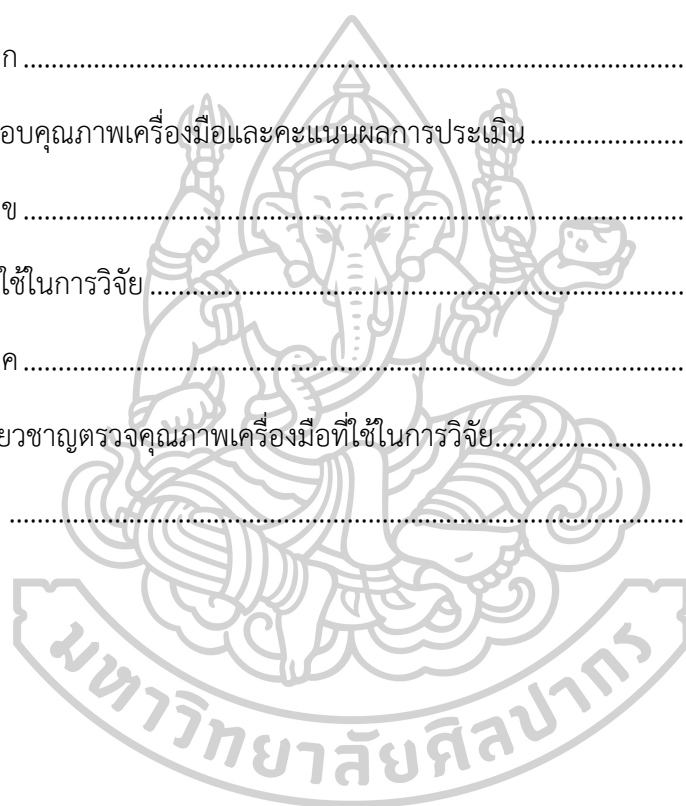 ก ................................................................................................
อบคุณภาพเครื่องมือและคะแนนผลการประเมิน ......................
ข ................................................................................................
ใช้ในการวิจัย .............................................................................
ค ................................................................................................
ยวชาญตรวจคุณภาพเครื่องมือที่ใช้ในการวิจัย...........................
................................................................................................
มหาวิทยาลัยศิลปากร